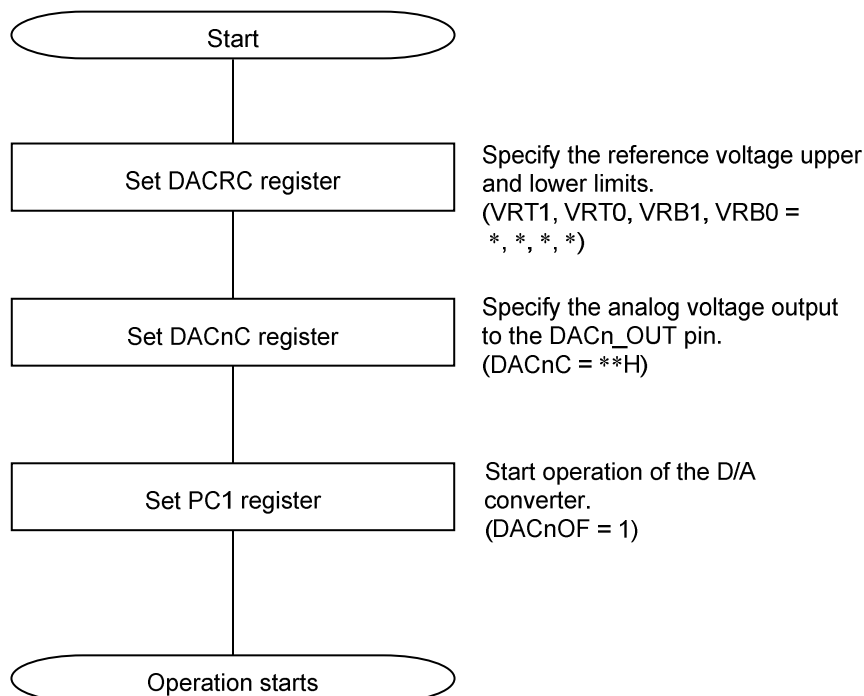 Start
Set DACRC register
Specify the reference voltage upper
and lower limits.
(VRT1, VRT0, VRB1, VRB0 =
*, *, *, *)
Set DACnC register
Specify the analog voltage output
to the DACn_OUT pin.
(DACnC = **H)
Set PC1 register
Start operation of the D/A
converter.
(DACnOF = 1)
Operation starts